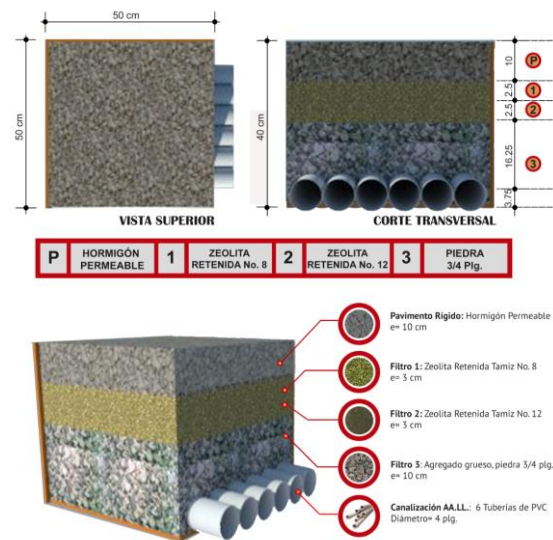 50 cm
50 cm
VISTA SUPERIOR
40 cm
10
P
2.5
1
2.5
2
16.25
3
3.75
CORTE TRANSVERSAL
P
HORMIGÓN
PERMEABLE
1
ZEOLITA
RETENIDA No. 8
2
ZEOLITA
RETENIDA No. 12
3
PIEDRA
3/4 Plg.
Pavimento Rígido: Hormigón Permeable
e= 10 cm
Filtro 1: Zeolita Retenida Tamiz No. 8
e= 3 cm
Filtro 2: Zeolita Retenida Tamiz No. 12
e= 3 cm
Filtro 3: Agregado grueso, piedra 3/4 plg.
e= 10 cm
Canalización AA.LL.: 6 Tuberías de PVC
Diámetro= 4 plg.